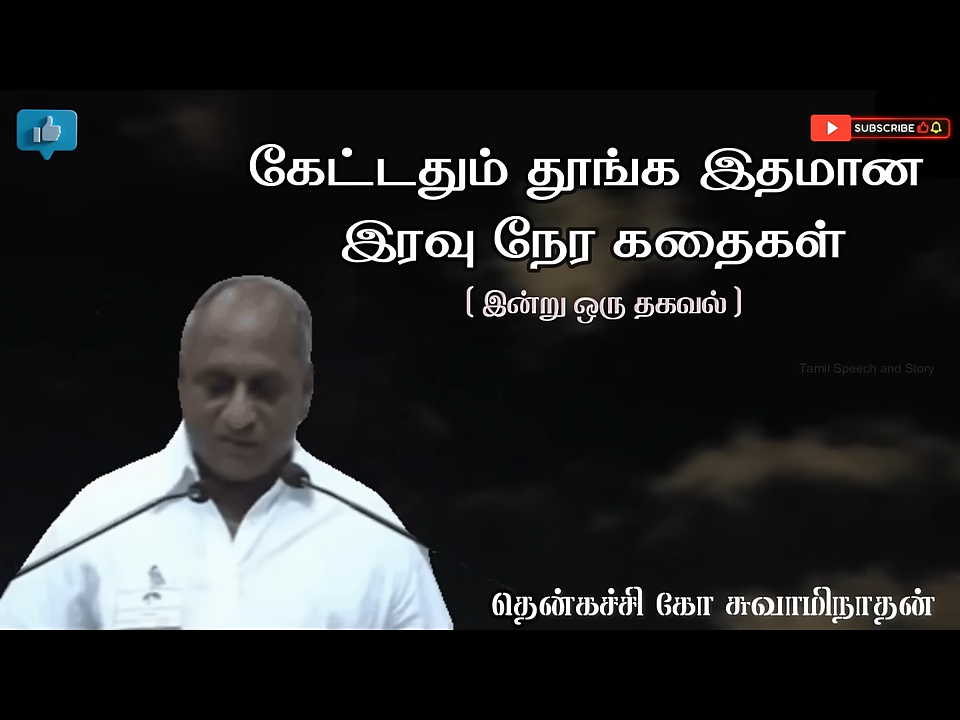 SUBSCRIBE
கேட்டதும் தூங்க இதமான
இரவு நேர கதைகள்
( இன்று ஒரு தகவல் )
Tamil Speech and Story
தென்கச்சி கோ சுவாமிநாதன்